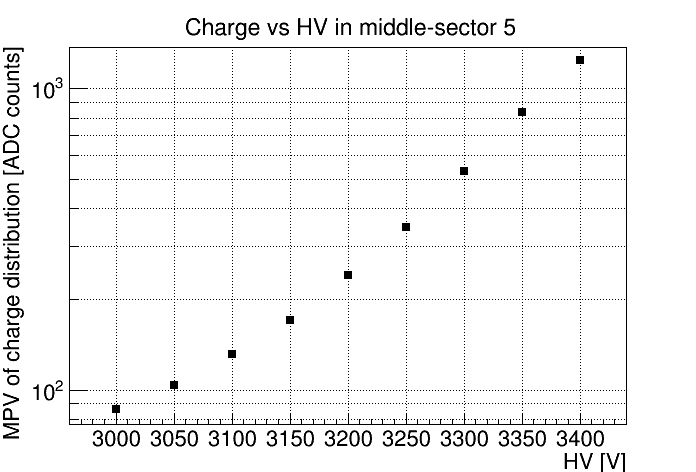 Charge vs HV in middle-sector 5
MPV of charge distribution [ADC counts]
10³
10²
3000 3050 3100 3150 3200 3250 3300 3350 3400
HV [V]